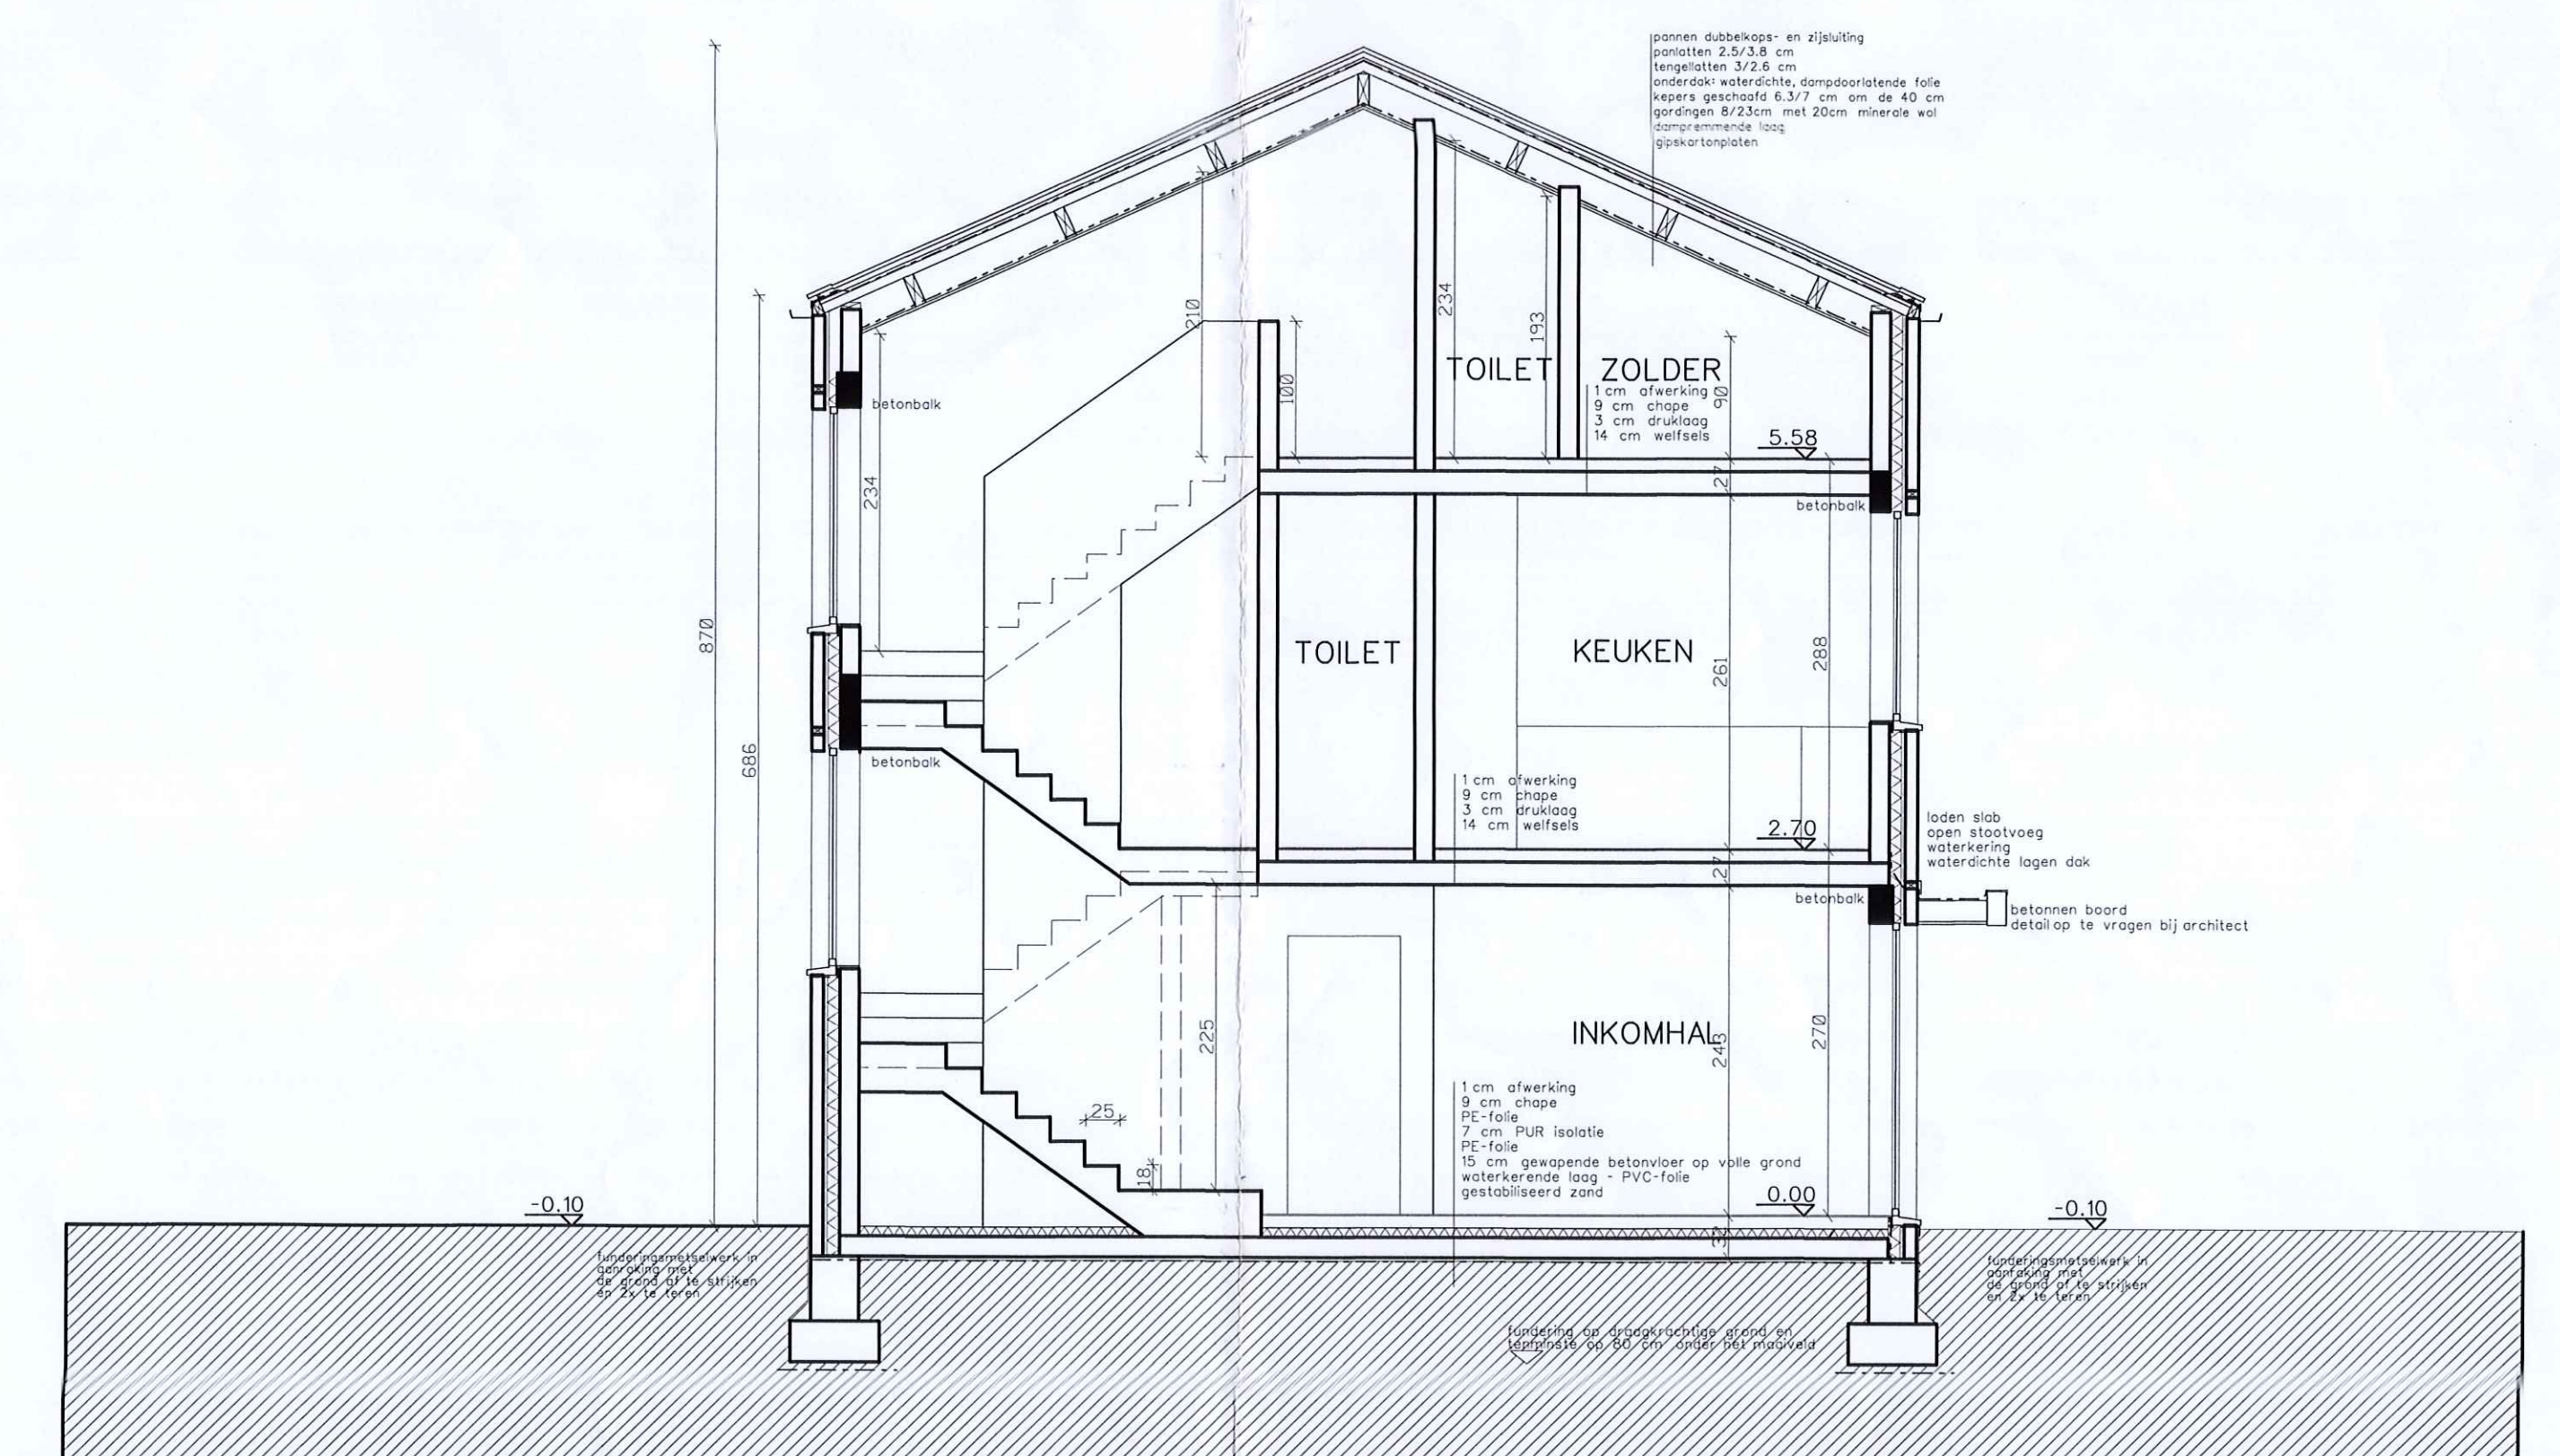 pannen dubbelkops- en zijsluiting
panlatten 2.5/3.8 cm
tengellatten 3/2.6 cm
onderdak: waterdichte, dampdoorlatende folie
kepers geschaafd 6.3/7 cm om de 40 cm
gordingen 8/23cm met 20cm minerale wol
dampremmende laag
gipskartonplaten
870
686
210
234
193
100
TOILET
ZOLDER
90
1 cm afwerking
9 cm chape
3 cm druklaag
14 cm welfsels
5.58
27
betonbalk
234
betonbalk
TOILET
KEUKEN
261
288
betonbalk
1 cm afwerking
9 cm chape
3 cm druklaag
14 cm welfsels
2.70
27
loden slab
open stootvoeg
waterkering
waterdichte lagen dak
betonbalk
betonnen boord
detail op te vragen bij architect
225
INKOMHAL
243
270
25
18
1 cm afwerking
9 cm chape
PE-folie
7 cm PUR isolatie
PE-folie
15 cm gewapende betonvloer op volle grond
waterkerende laag - PVC-folie
gestabiliseerd zand
0.00
-0.10
-0.10
funderingsmetselwerk in
aanraking met
de grond af te strijken
en 2x te teren
funderingsmetselwerk in
aanraking met
de grond af te strijken
en 2x te teren
fundering op draagkrachtige grond en
tenminste op 80 cm onder het maaiveld